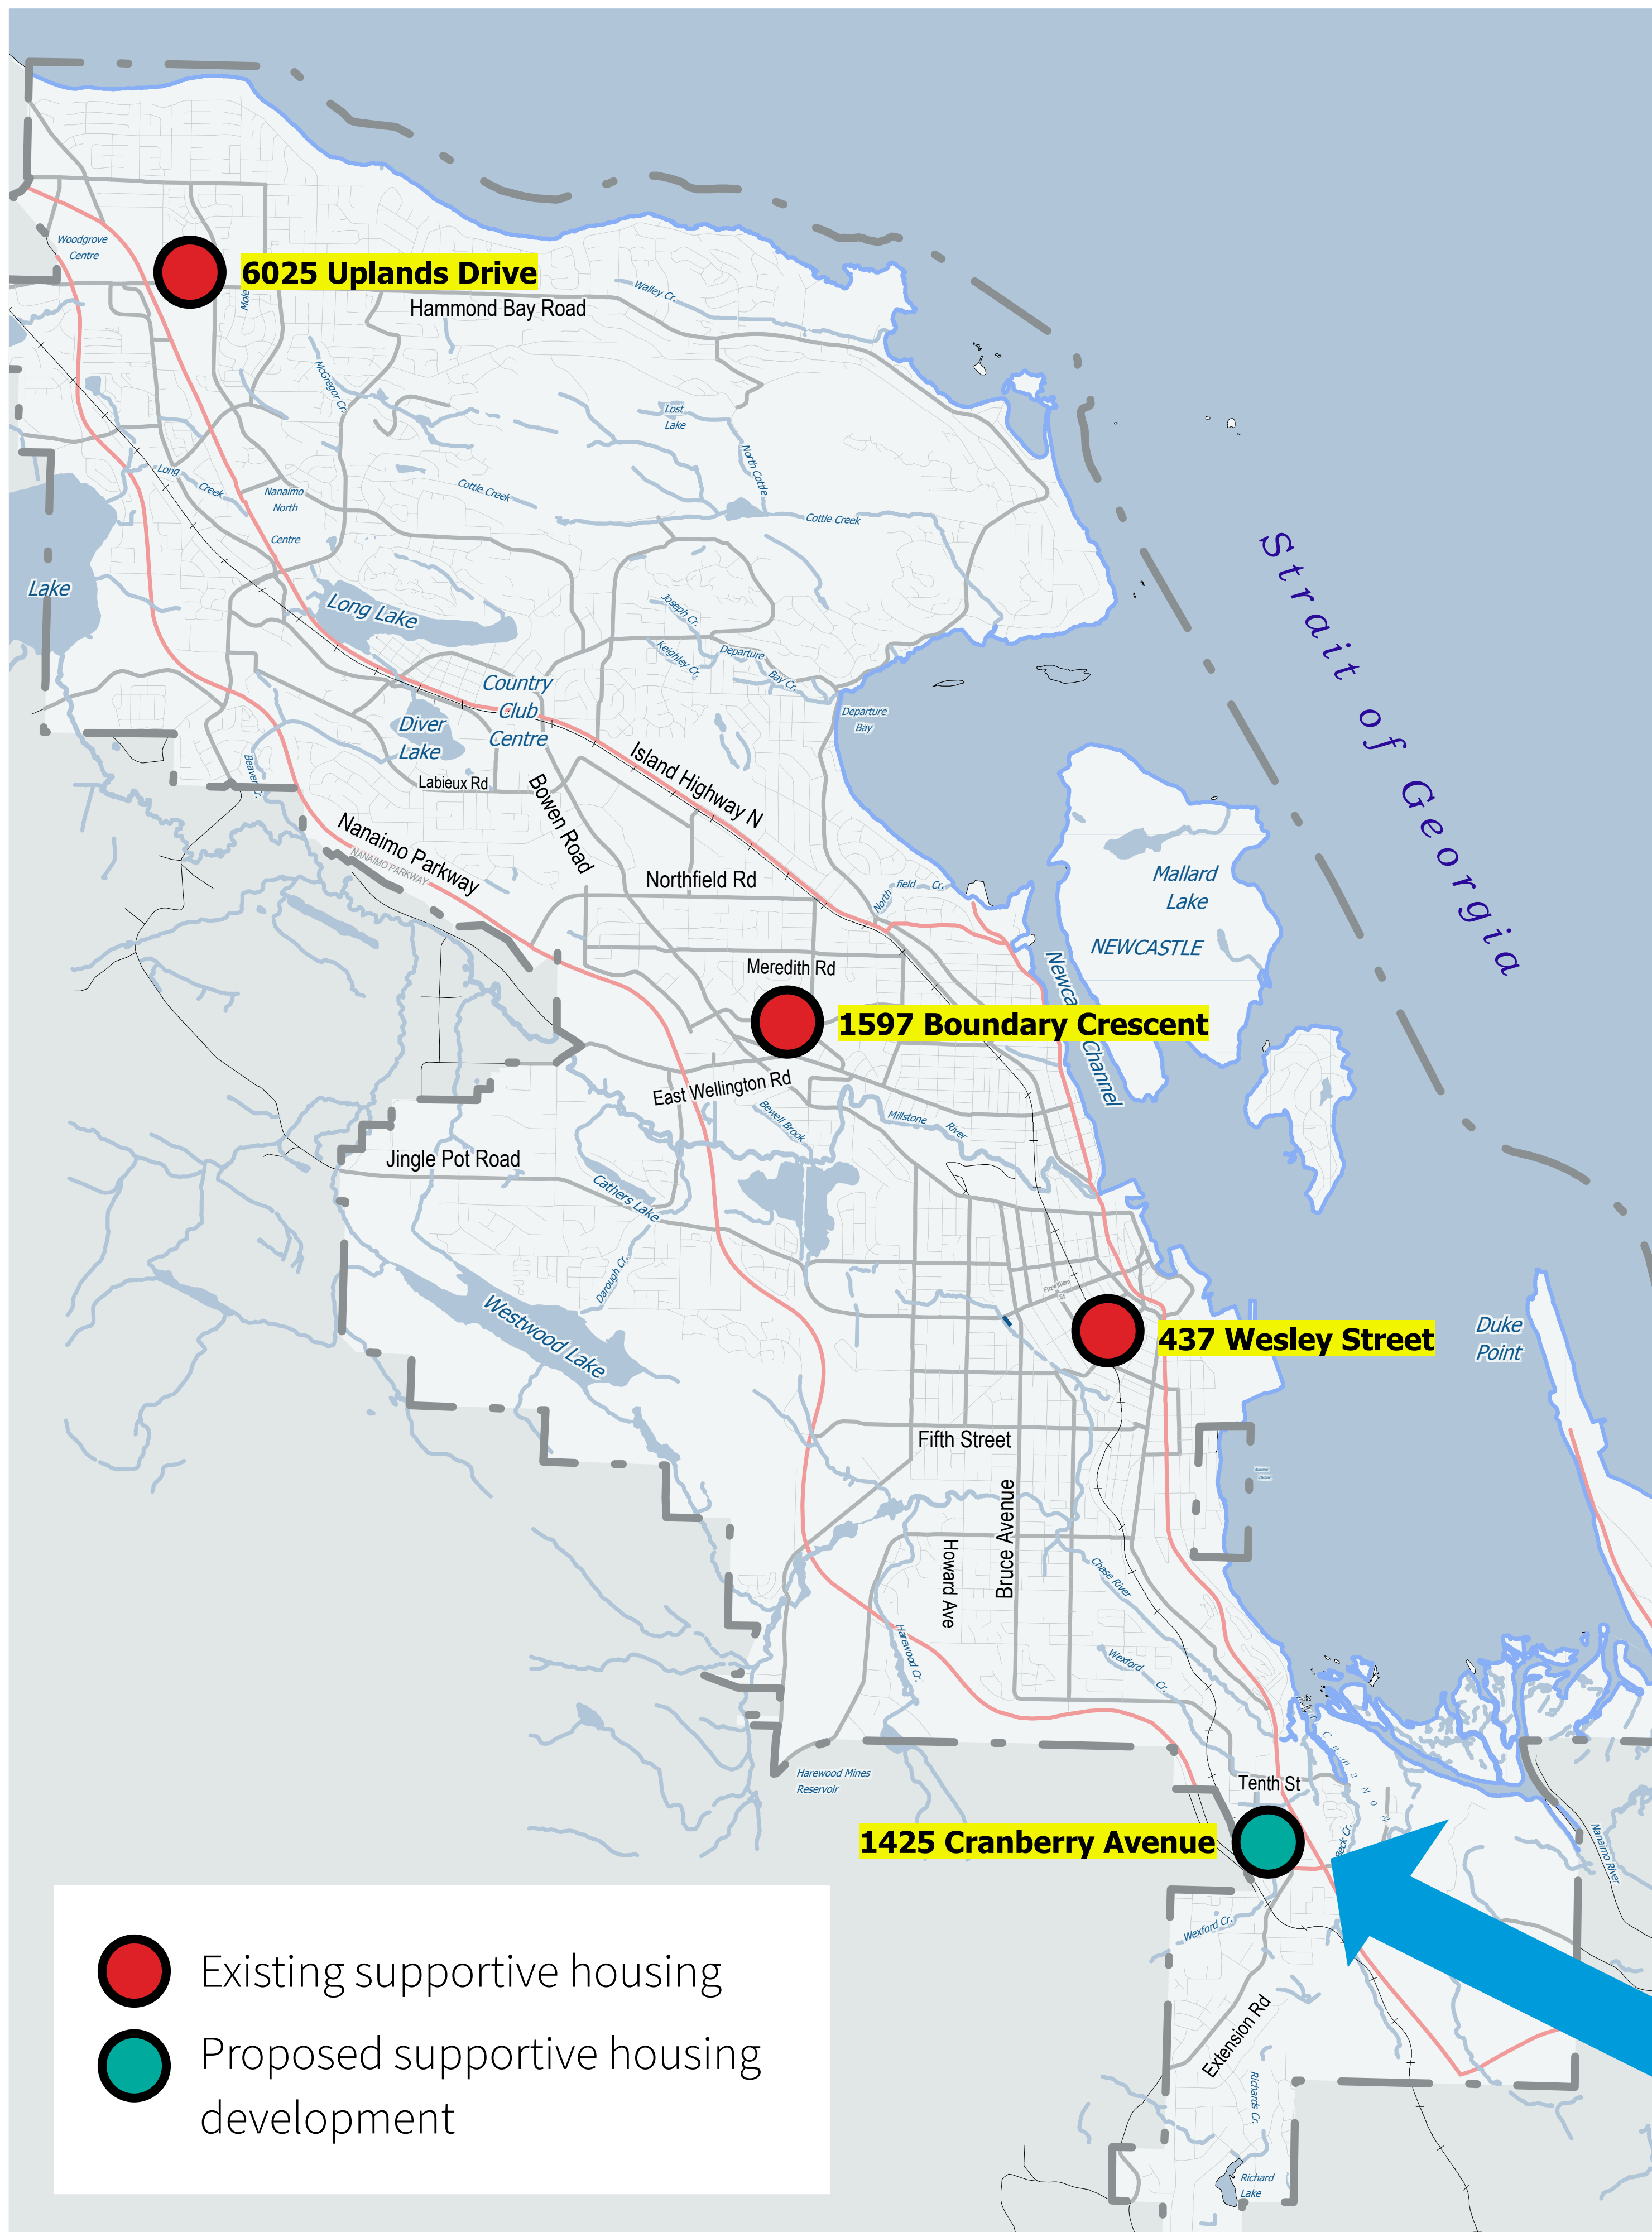 Woodgrove
Centre
6025 Uplands Drive
Hammond Bay Road
Walley Cr.
Mole
McGregor Cr.
Lost
Lake
North Cottle
Long
Creek
Nanaimo
North
Centre
Cottle Creek
Cottle Creek
Strait of Georgia
Lake
Long Lake
Joseph Cr.
Keighley Cr.
Departure
Bay Cr.
Departure
Bay
Country
Club
Centre
Diver
Lake
Beaver Cr.
Labieux Rd
Bowen Road
Island Highway N
Nanaimo Parkway
NANAIMO PARKWAY
Northfield Rd
North
field Cr.
Mallard
Lake
NEWCASTLE
Meredith Rd
1597 Boundary Crescent
Channel
East Wellington Rd
Bewell Brook
Millstone
River
Jingle Pot Road
Cathers Lake
Darough Cr.
Westwood Lake
437 Wesley Street
Duke
Point
Fifth Street
Bruce Avenue
Howard Ave
Chase River
Harewood Cr.
Wexford
Cr.
Harewood Mines
Reservoir
Tenth St
1425 Cranberry Avenue
Beck Cr.
Nanaimo River
Wexford Cr.
Extension Rd
Richards Cr.
Richard
Lake
Existing supportive housing
Proposed supportive housing
development